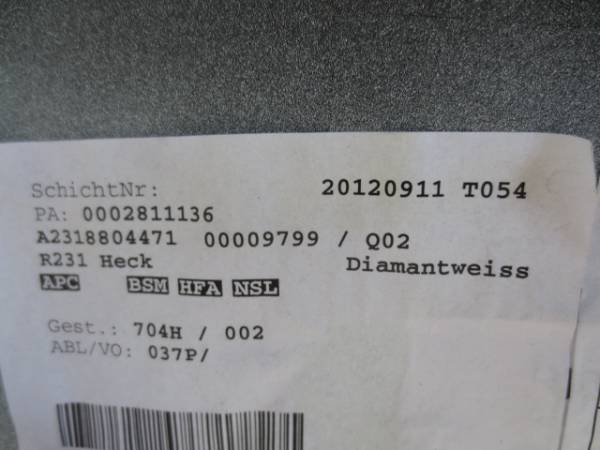 SchichtNr: 20120911 T054
PA: 0002811136
A2318804471 00009799 / Q02
R231 Heck Diamantweiss
APC BSM HFA NSL
Gest.: 704H / 002
ABL/VO: 037P/